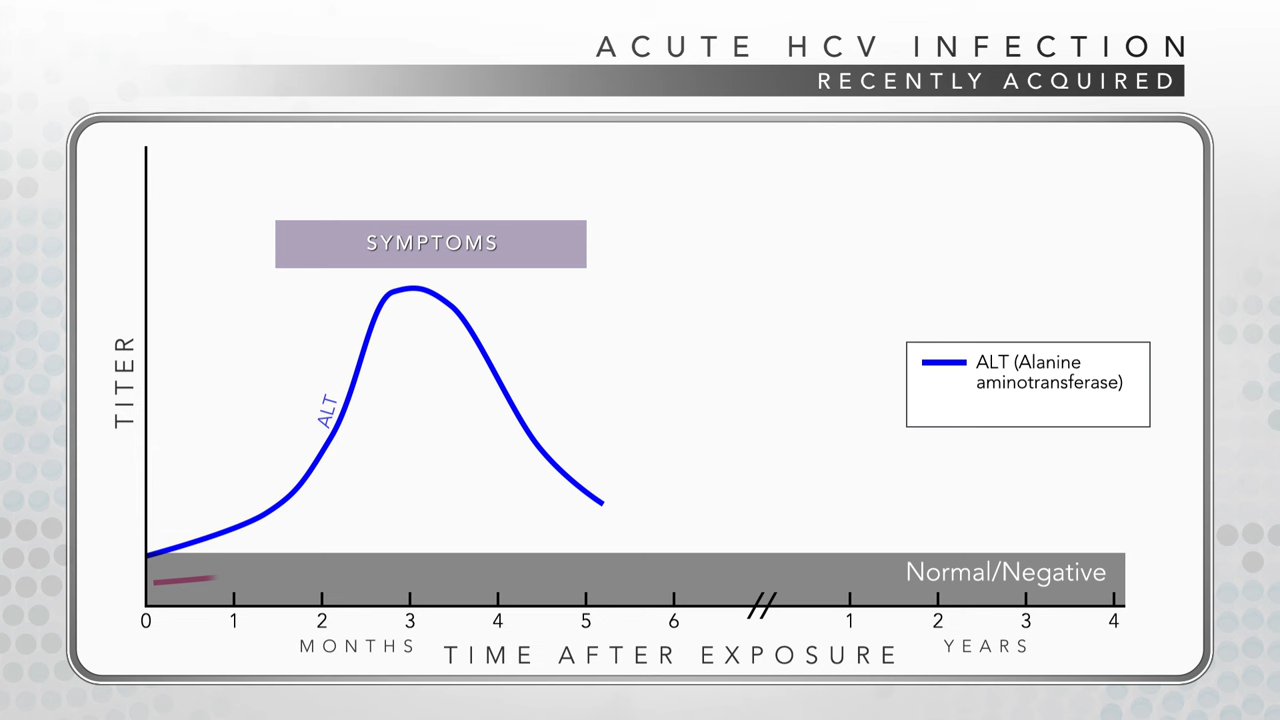 ACUTE HCV INFECTION
RECENTLY ACQUIRED
SYMPTOMS
TITER
ALT
ALT (Alanine
aminotransferase)
Normal/Negative
0 1 2 3 4 5 6 1 2 3 4
MONTHS YEARS
TIME AFTER EXPOSURE